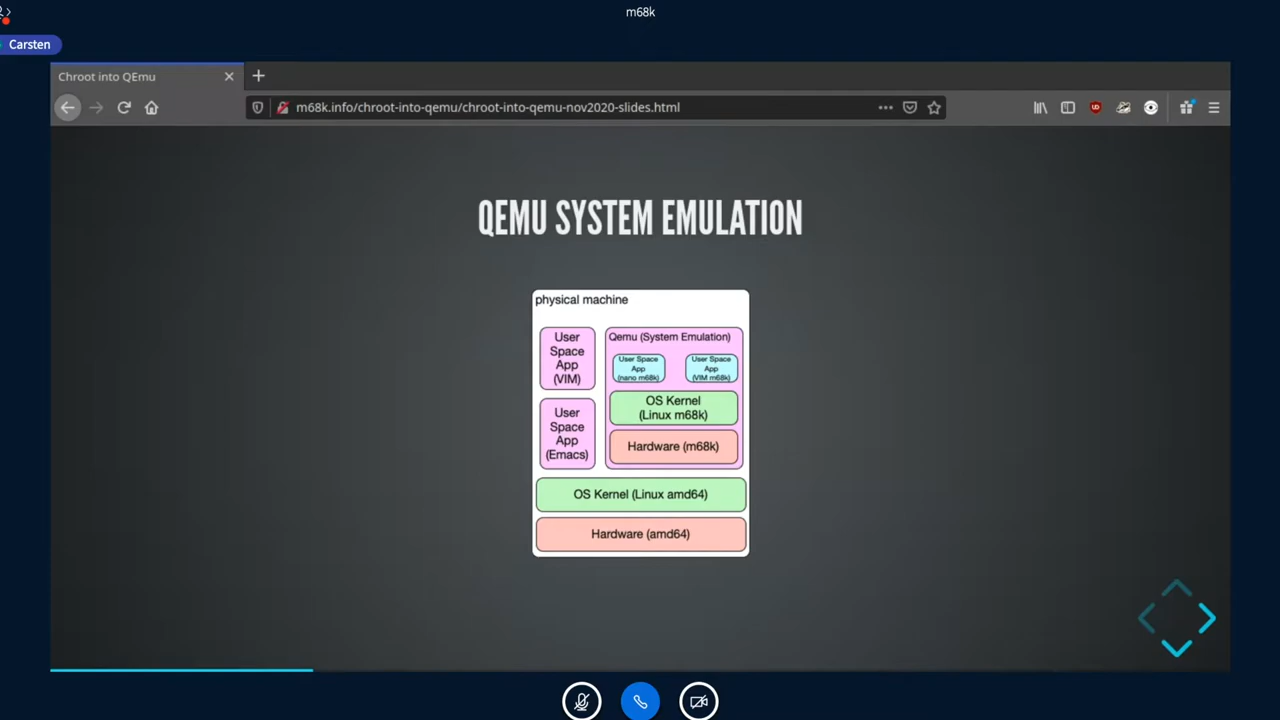 m68k
Carsten
Chroot into QEmu
m68k.info/chroot-into-qemu/chroot-into-qemu-nov2020-slides.html
QEMU SYSTEM EMULATION
physical machine
User
Space
App
(VIM)
Qemu (System Emulation)
User Space
App
(nano m68k)
User Space
App
(VIM m68k)
OS Kernel
(Linux m68k)
Hardware (m68k)
User
Space
App
(Emacs)
OS Kernel (Linux amd64)
Hardware (amd64)